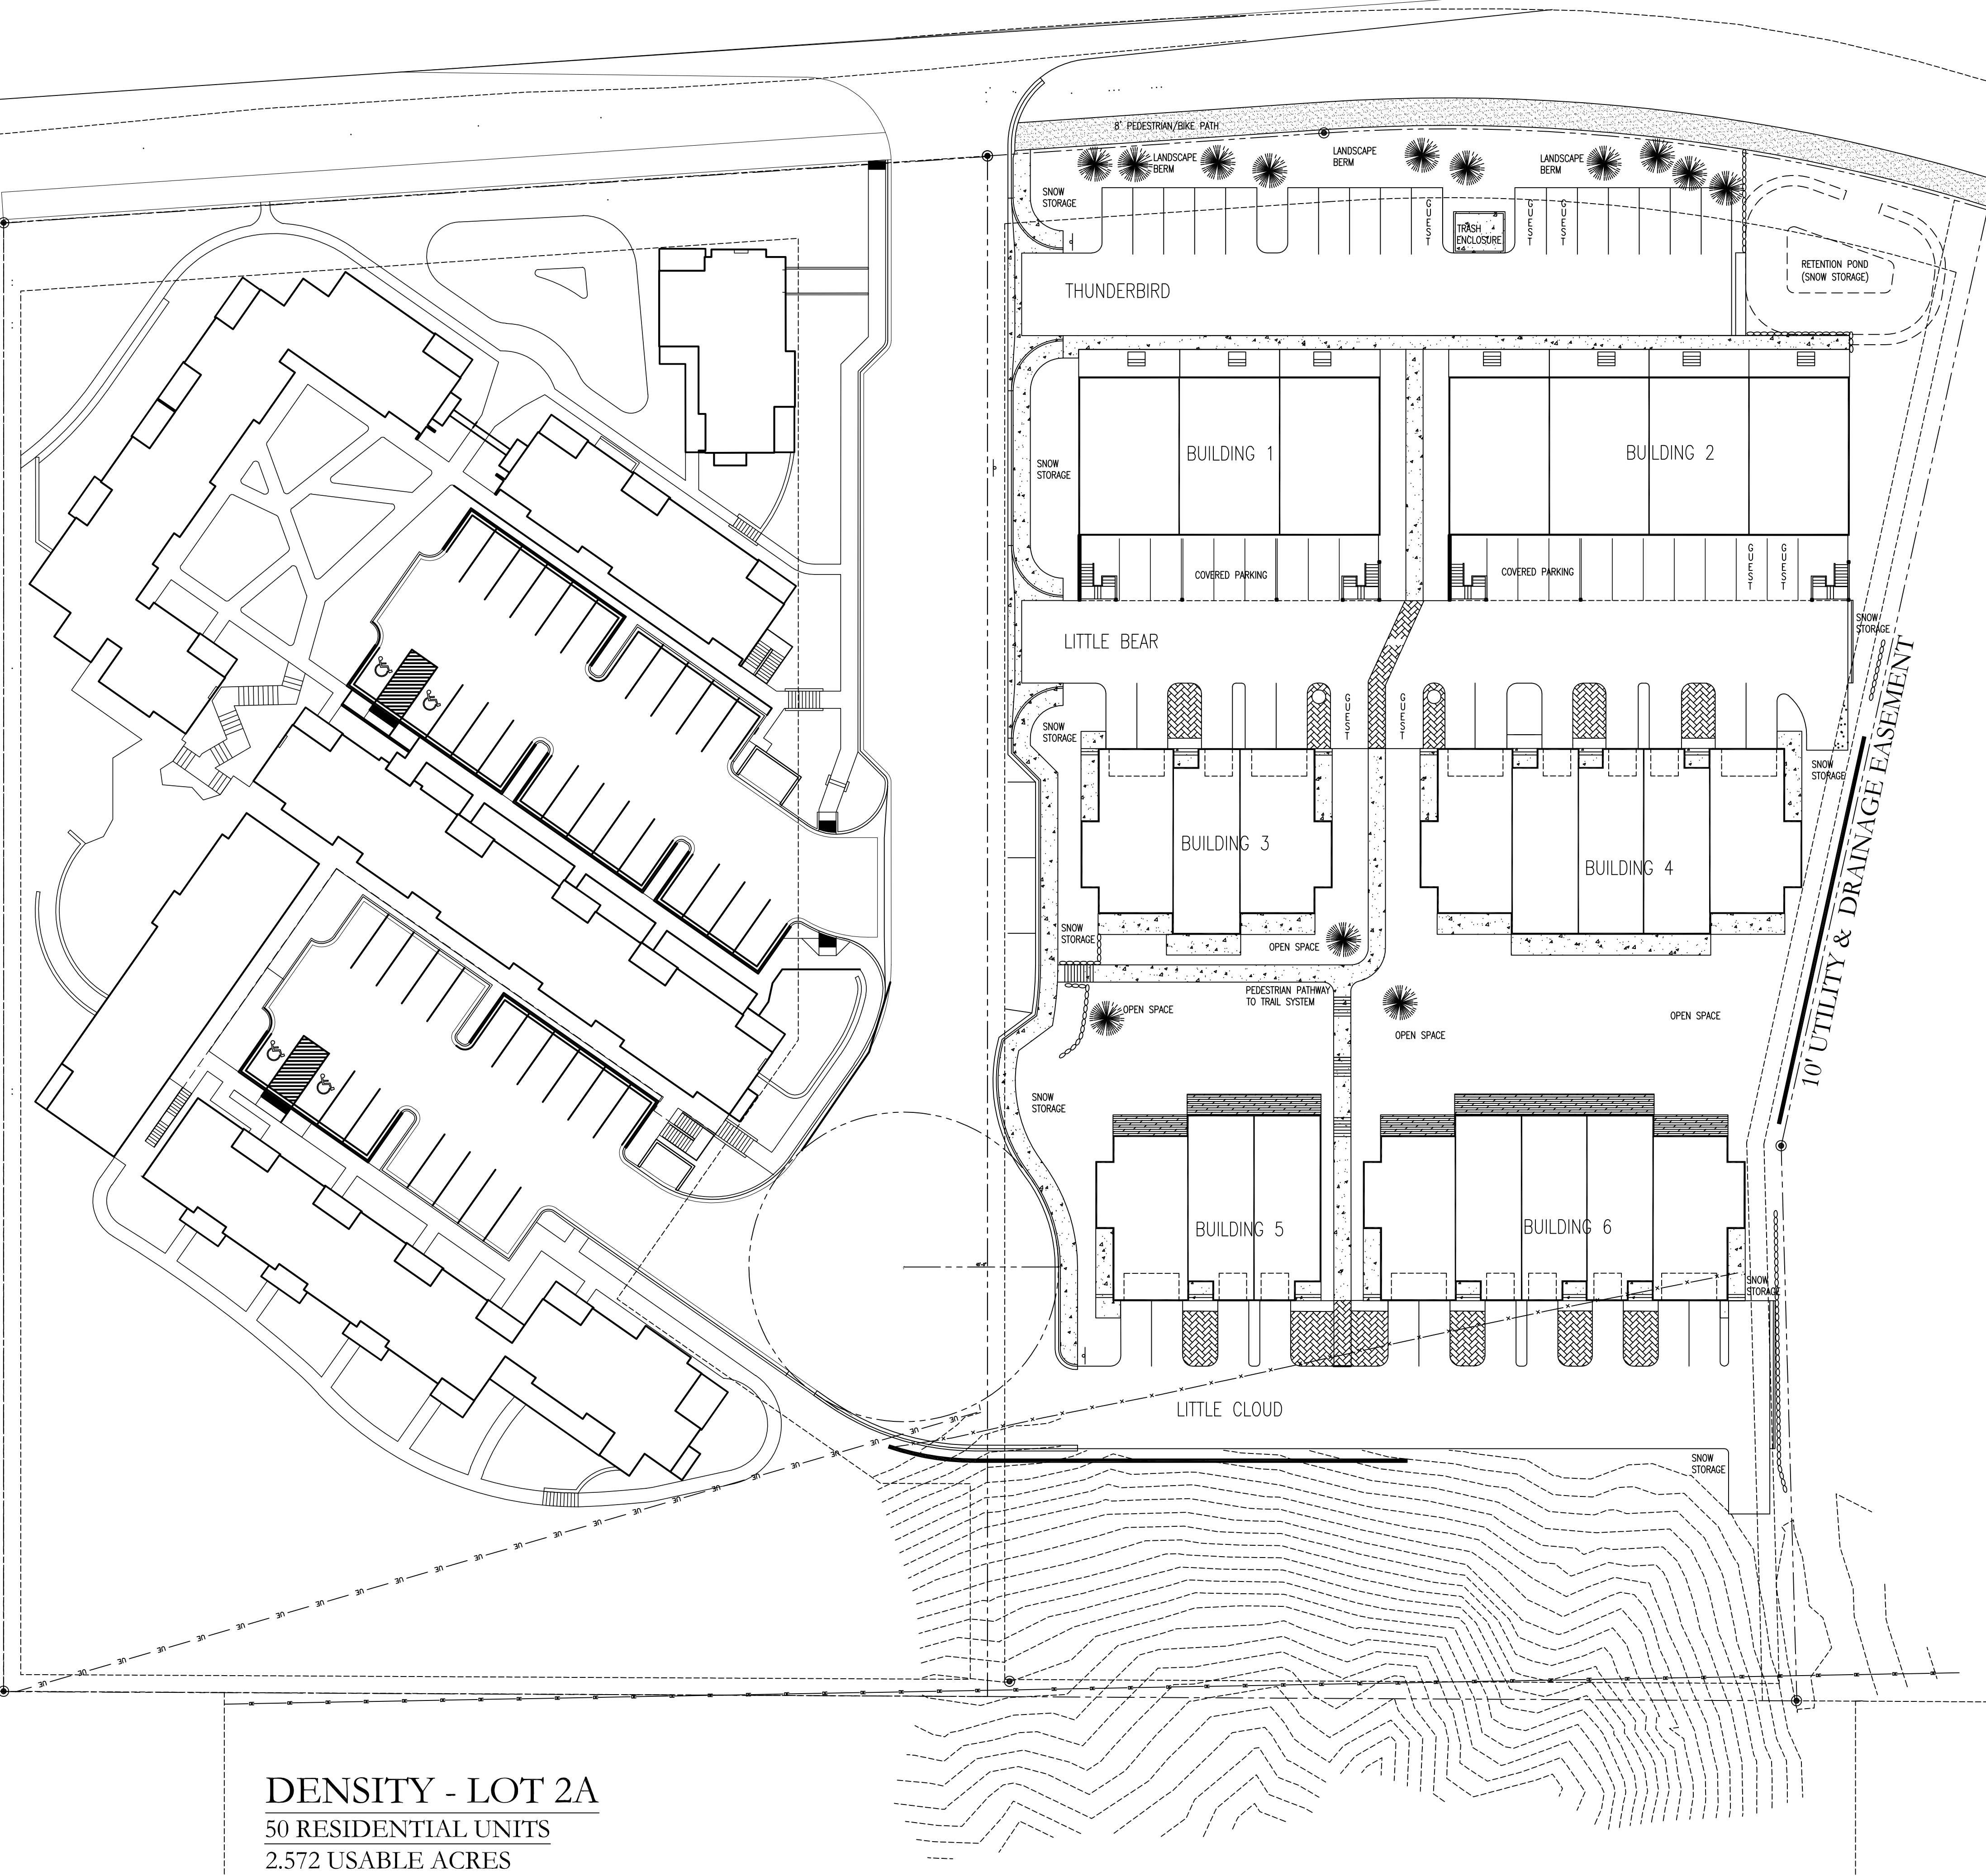 8' PEDESTRIAN/BIKE PATH
LANDSCAPE
BERM
LANDSCAPE
BERM
LANDSCAPE
BERM
SNOW
STORAGE
GUEST
TRASH
ENCLOSURE
GUEST
GUEST
RETENTION POND
(SNOW STORAGE)
THUNDERBIRD
SNOW
STORAGE
BUILDING 1
BUILDING 2
COVERED PARKING
COVERED PARKING
GUEST
GUEST
LITTLE BEAR
SNOW
STORAGE
GUEST
GUEST
SNOW
STORAGE
SNOW
STORAGE
BUILDING 3
BUILDING 4
10' UTILITY & DRAINAGE EASEMENT
SNOW
STORAGE
OPEN SPACE
PEDESTRIAN PATHWAY
TO TRAIL SYSTEM
OPEN SPACE
OPEN SPACE
OPEN SPACE
SNOW
STORAGE
BUILDING 5
BUILDING 6
SNOW
STORAGE
LITTLE CLOUD
SNOW
STORAGE
DENSITY - LOT 2A
50 RESIDENTIAL UNITS
2.572 USABLE ACRES